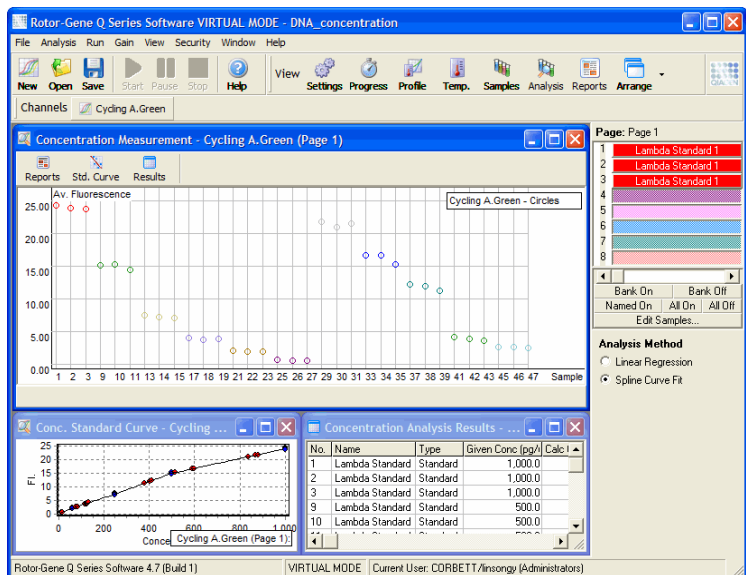 Rotor-Gene Q Series Software VIRTUAL MODE - DNA_concentration
File Analysis Run Gain View Security Window Help
New Open Save Start Pause Stop Help View Settings Progress Profile Temp. Samples Analysis Reports Arrange
QIAGEN
Channels Cycling A.Green
Concentration Measurement - Cycling A.Green (Page 1)
Reports Std. Curve Results
Av. Fluorescence
Cycling A.Green - Circles
25.00
20.00
15.00
10.00
5.00
0.00
1 2 3 9 10 11 13 14 15 17 18 19 21 22 23 25 26 27 29 30 31 33 34 35 37 38 39 41 42 43 45 46 47 Sample
Page: Page 1
1 Lambda Standard 1
2 Lambda Standard 1
3 Lambda Standard 1
4
5
6
7
8
Bank On Bank Off
Named On All On All Off
Edit Samples...
Analysis Method
Linear Regression
Spline Curve Fit
Conc. Standard Curve - Cycling ...
25
20
15
10
5
0
Fl.
0 200 400 600 800 1,000
Conce
Cycling A.Green (Page 1):
Concentration Analysis Results - ...
No. Name Type Given Conc (pg/ Calc
1 Lambda Standard Standard 1,000.0
2 Lambda Standard Standard 1,000.0
3 Lambda Standard Standard 1,000.0
9 Lambda Standard Standard 500.0
10 Lambda Standard Standard 500.0
Rotor-Gene Q Series Software 4.7 (Build 1) VIRTUAL MODE Current User: CORBETT/linsongy (Administrators)